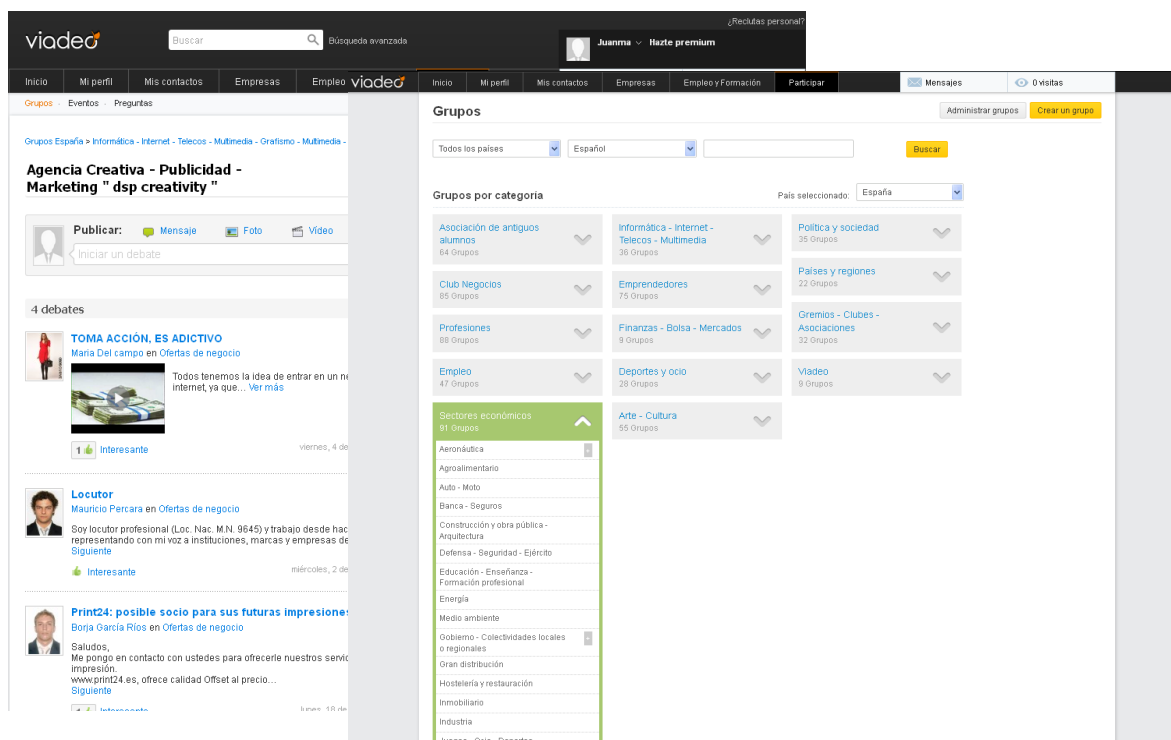 ¿Reclutas personal?
viadeo
Buscar
Búsqueda avanzada
Juanma
Hazte premium
Inicio
Mi perfil
Mis contactos
Empresas
Empleo
Grupos
Eventos
Preguntas
Grupos España > Informática - Internet - Telecos - Multimedia - Grafismo - Multimedia -
Agencia Creativa - Publicidad -
Marketing " dsp creativity "
Publicar:
Mensaje
Foto
Vídeo
Iniciar un debate
4 debates
TOMA ACCIÓN, ES ADICTIVO
Maria Del campo en Ofertas de negocio
Todos tenemos la idea de entrar en un
internet, ya que... Ver más
1
Interesante
viernes, 4 de
Locutor
Mauricio Percara en Ofertas de negocio
Soy locutor profesional (Loc. Nac. M.N. 9645) y trabajo desde
representando con mi voz a instituciones, marcas y empresas de
Siguiente
Interesante
miércoles, 2 de
Print24: posible socio para sus futuras impresiones
Borja García Ríos en Ofertas de negocio
Saludos,
Me pongo en contacto con ustedes para ofrecerle nuestros
impresión.
www.print24.es, ofrece calidad Offset al precio...
Siguiente
Interesante
lunes, 18 de
viadeo
Inicio
Mi perfil
Mis contactos
Empresas
Empleo y Formación
Participar
Mensajes
0 visitas
Grupos
Administrar grupos
Crear un grupo
Todos los países
Español
Buscar
Grupos por categoría
País seleccionado:
España
Asociación de antiguos
alumnos
64 Grupos
Club Negocios
85 Grupos
Profesiones
88 Grupos
Empleo
47 Grupos
Sectores económicos
91 Grupos
Aeronáutica
+
Agroalimentario
Auto - Moto
Banca - Seguros
Construcción y obra pública -
Arquitectura
Defensa - Seguridad - Ejército
Educación - Enseñanza -
Formación profesional
Energía
Medio ambiente
Gobierno - Colectividades locales
o regionales
+
Gran distribución
Hostelería y restauración
Inmobiliario
Industria
Juegos - Ocio - Deportes
Informática - Internet -
Telecos - Multimedia
36 Grupos
Emprendedores
75 Grupos
Finanzas - Bolsa - Mercados
9 Grupos
Deportes y ocio
28 Grupos
Arte - Cultura
55 Grupos
Política y sociedad
35 Grupos
Países y regiones
22 Grupos
Gremios - Clubes -
Asociaciones
32 Grupos
Viadeo
9 Grupos